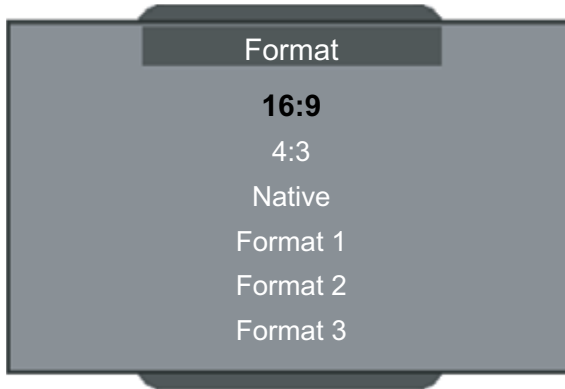 Format
16:9
4:3
Native
Format 1
Format 2
Format 3